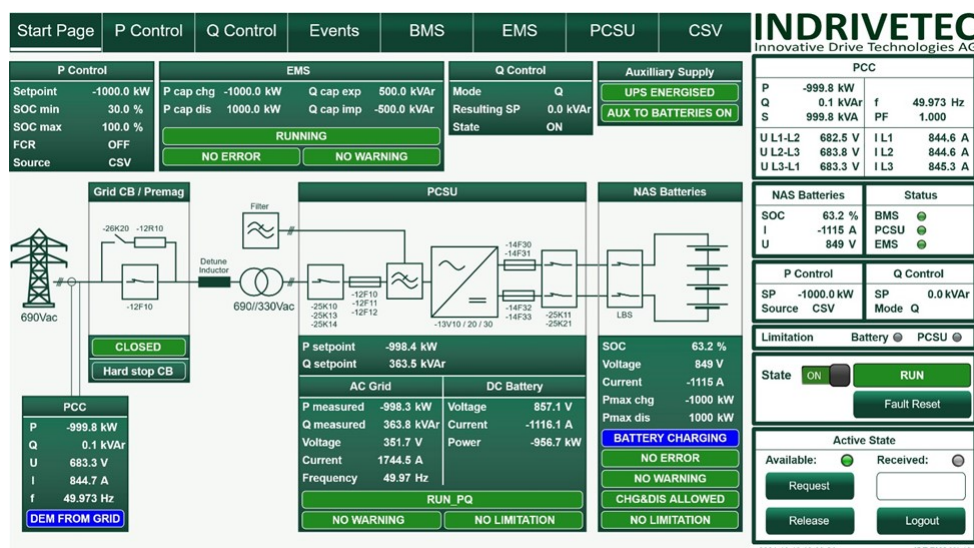 Start Page P Control Q Control Events BMS EMS PCSU CSV
INDRIVETEC
Innovative Drive Technologies AG
P Control
Setpoint -1000.0 kW
SOC min 30.0 %
SOC max 100.0 %
FCR OFF
Source CSV
EMS
P cap chg -1000.0 kW Q cap exp 500.0 kVAr
P cap dis 1000.0 kW Q cap imp -500.0 kVAr
RUNNING
NO ERROR NO WARNING
Q Control
Mode Q
Resulting SP 0.0 kVAr
State ON
Auxilliary Supply
UPS ENERGISED
AUX TO BATTERIES ON
PCC
P -999.8 kW
Q 0.1 kVAr f 49.973 Hz
S 999.8 kVA PF 1.000
U L1-L2 682.5 V I L1 844.6 A
U L2-L3 683.8 V I L2 844.6 A
U L3-L1 683.3 V I L3 845.3 A
Grid CB / Premag
-26K20 -12R10
-12F10
CLOSED
Hard stop CB
690Vac
Detune
Inductor
Filter
690//330Vac
PCSU
-25K10
-25K13
-25K14
-12F10
-12F11
-12F12
-13V10 / 20 / 30
-14F30
-14F31
-14F32
-14F33
-25K11
-25K21
P setpoint -998.4 kW
Q setpoint 363.5 kVAr
AC Grid DC Battery
P measured -998.3 kW Voltage 857.1 V
Q measured 363.8 kVAr Current -1116.1 A
Voltage 351.7 V Power -956.7 kW
Current 1744.5 A
Frequency 49.97 Hz
RUN_PQ
NO WARNING NO LIMITATION
NAS Batteries
LBS
SOC 63.2 %
Voltage 849 V
Current -1115 A
Pmax chg -1000 kW
Pmax dis 1000 kW
BATTERY CHARGING
NO ERROR
NO WARNING
CHG&DIS ALLOWED
NO LIMITATION
PCC
P -999.8 kW
Q 0.1 kVAr
U 683.3 V
I 844.7 A
f 49.973 Hz
DEM FROM GRID
NAS Batteries Status
SOC 63.2 % BMS
I -1115 A PCSU
U 849 V EMS
P Control Q Control
SP -1000.0 kW SP 0.0 kVAr
Source CSV Mode Q
Limitation Battery PCSU
State ON RUN
Fault Reset
Active State
Available: Received:
Request
Release Logout